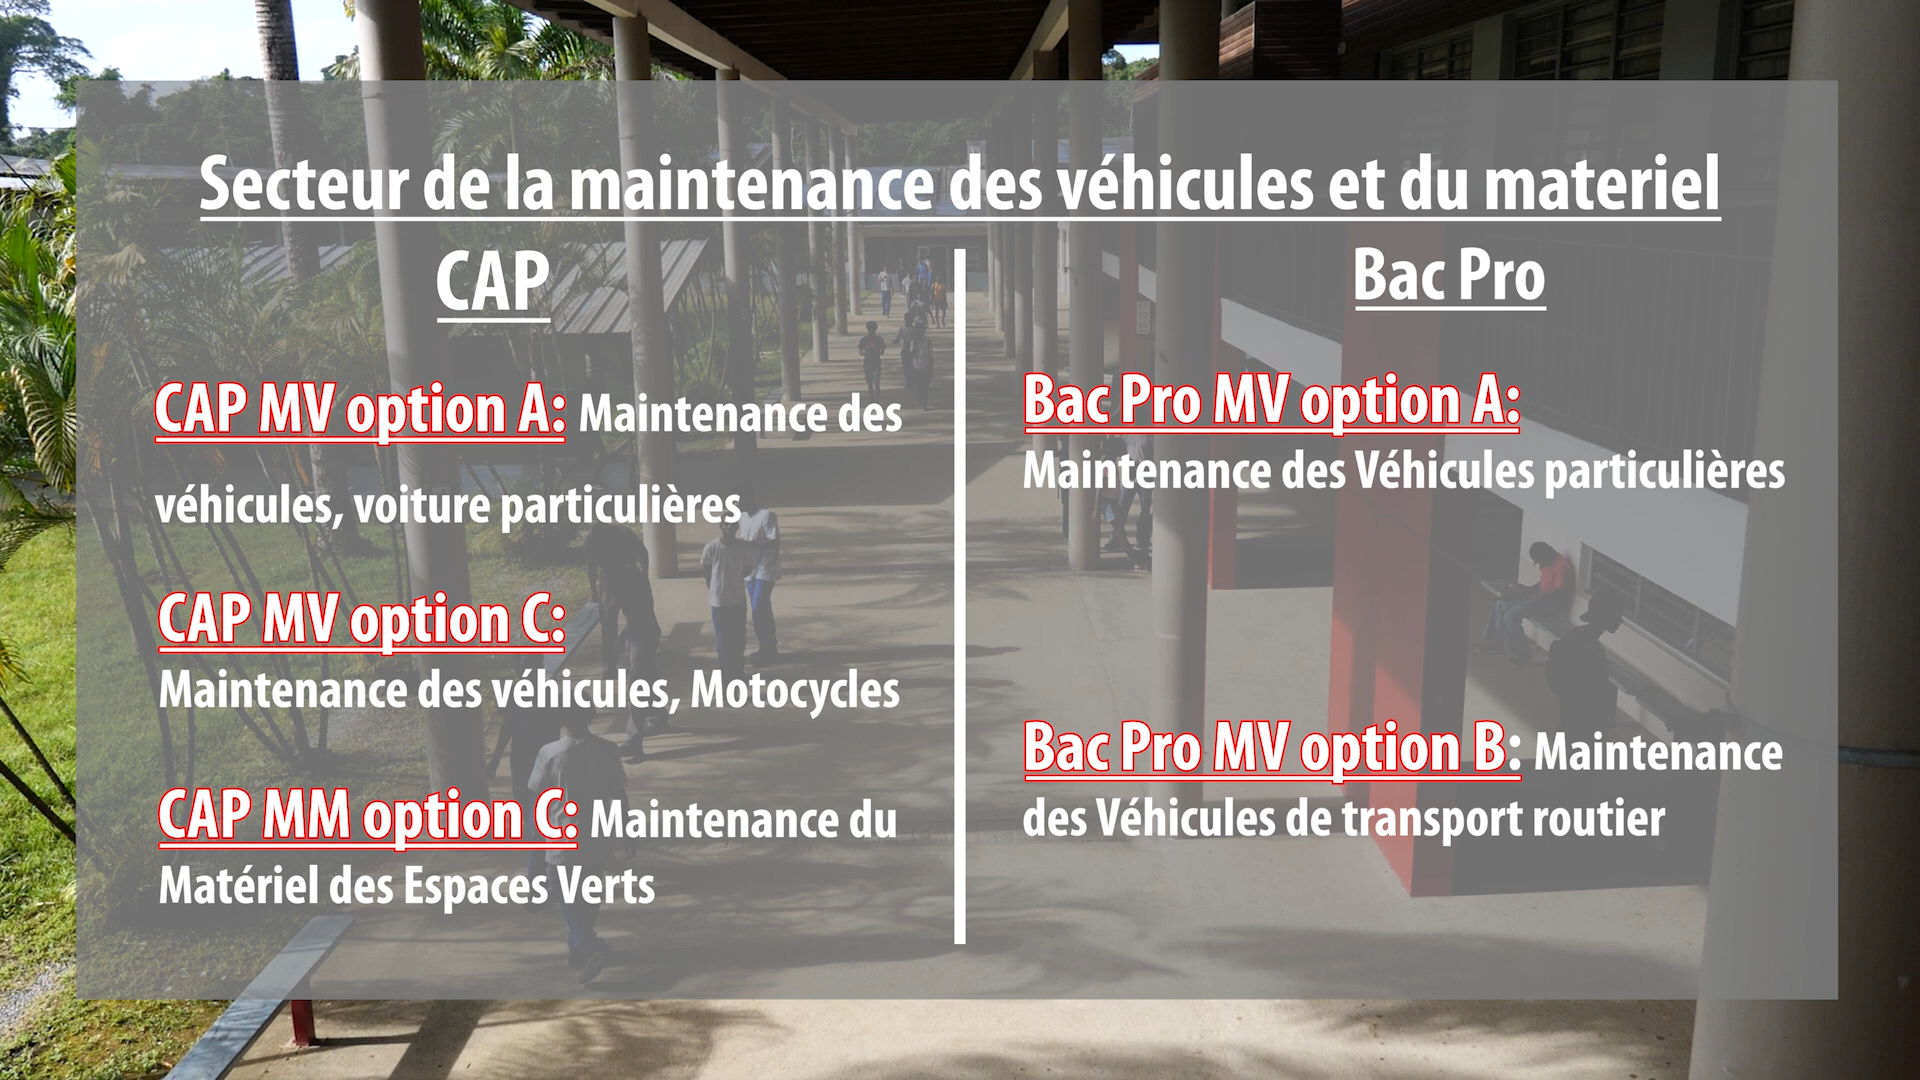 Secteur de la maintenance des véhicules et du materiel
CAP
CAP MV option A: Maintenance des
véhicules, voiture particulières
CAP MV option C:
Maintenance des véhicules, Motocycles
CAP MM option C: Maintenance du
Matériel des Espaces Verts
Bac Pro
Bac Pro MV option A:
Maintenance des Véhicules particulières
Bac Pro MV option B: Maintenance
des Véhicules de transport routier